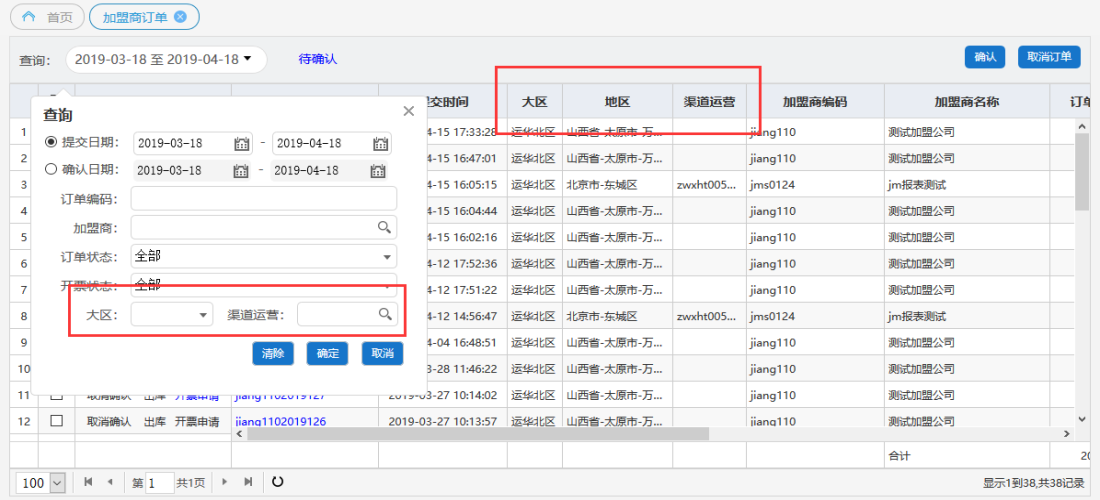 首页 加盟商订单
查询: 2019-03-18 至 2019-04-18 待确认 确认 取消订单
交时间 大区 地区 渠道运营 加盟商编码 加盟商名称 订单
查询
提交日期: 2019-03-18 - 2019-04-18
确认日期: 2019-03-18 - 2019-04-18
订单编码:
加盟商:
订单状态: 全部
开票状态: 全部
大区: 渠道运营:
清除 确定 取消
1 4-15 17:33:28 运华北区 山西省-太原市-万... jiang110 测试加盟公司
2 4-15 16:47:01 运华北区 山西省-太原市-万... jiang110 测试加盟公司
3 4-15 16:05:15 运华北区 北京市-东城区 zwxht005... jms0124 jm报表测试
4 4-15 16:04:44 运华北区 山西省-太原市-万... jiang110 测试加盟公司
5 4-15 16:02:16 运华北区 山西省-太原市-万... jiang110 测试加盟公司
6 4-12 17:52:36 运华北区 山西省-太原市-万... jiang110 测试加盟公司
7 4-12 17:51:22 运华北区 山西省-太原市-万... jiang110 测试加盟公司
8 4-12 14:56:47 运华北区 北京市-东城区 zwxht005... jms0124 jm报表测试
9 4-04 16:48:51 运华北区 山西省-太原市-万... jiang110 测试加盟公司
10 3-28 11:46:22 运华北区 山西省-太原市-万... jiang110 测试加盟公司
11 取消确认 出库 开票申请 jiang1102019127 2019-03-27 10:14:02 运华北区 山西省-太原市-万... jiang110 测试加盟公司
12 取消确认 出库 开票申请 jiang1102019126 2019-03-27 10:13:57 运华北区 山西省-太原市-万... jiang110 测试加盟公司
合计 20
100 第 1 共1页 显示1到38,共38记录